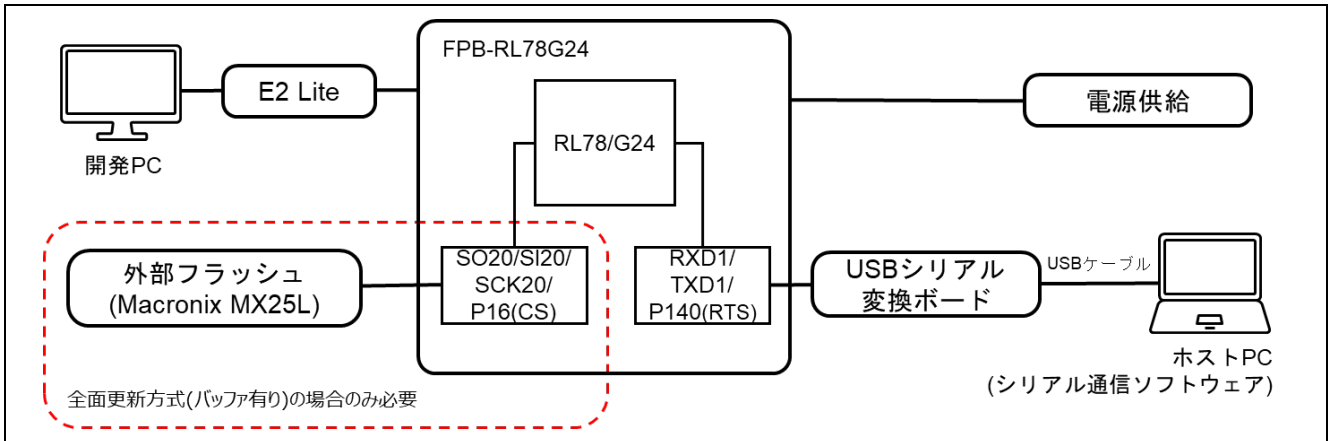 FPB-RL78G24
E2 Lite
電源供給
RL78/G24
開発PC
外部フラッシュ
(Macronix MX25L)
SO20/SI20/
SCK20/
P16(CS)
RXD1/
TXD1/
P140(RTS)
USBシリアル
変換ボード
USBケーブル
ホストPC
(シリアル通信ソフトウェア)
全面更新方式(バッファ有り)の場合のみ必要